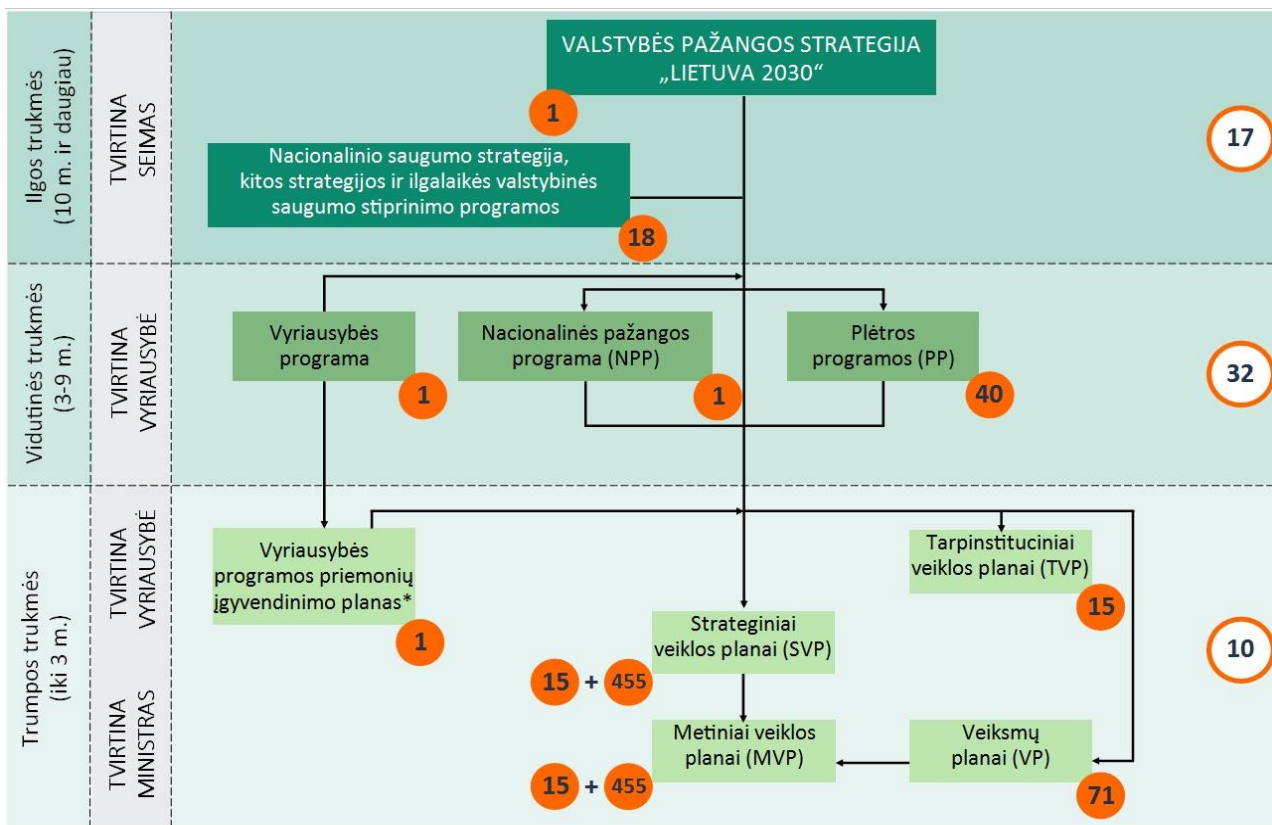 Ilgos trukmės
(10 m. ir daugiau)
TVIRTINA
SEIMAS
VALSTYBĖS PAŽANGOS STRATEGIJA
„LIETUVA 2030“
1
Nacionalinio saugumo strategija,
kitos strategijos ir ilgalaikės valstybinės
saugumo stiprinimo programos
18
17
Vidutinės trukmės
(3-9 m.)
TVIRTINA
VYRIAUSYBĖ
Vyriausybės
programa
1
Nacionalinės pažangos
programa (NPP)
1
Plėtros
programos (PP)
40
32
Trumpos trukmės
(iki 3 m.)
TVIRTINA
VYRIAUSYBĖ
TVIRTINA
MINISTRAS
Vyriausybės
programos priemonių
įgyvendinimo planas*
1
Tarpinstituciniai
veiklos planai (TVP)
15
Strateginiai
veiklos planai (SVP)
15 + 455
10
Metiniai veiklos
planai (MVP)
15 + 455
Veiksmų
planai (VP)
71